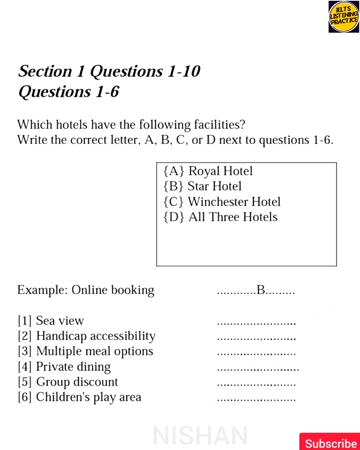 IELTS
LISTENING
PRACTICE
Section 1 Questions 1-10
Questions 1-6
Which hotels have the following facilities?
Write the correct letter, A, B, C, or D next to questions 1-6.
{A} Royal Hotel
{B} Star Hotel
{C} Winchester Hotel
{D} All Three Hotels
Example: Online booking ............B.........
[1] Sea view ........................
[2] Handicap accessibility ........................
[3] Multiple meal options ........................
[4] Private dining .........................
[5] Group discount ........................
[6] Children's play area ........................
NISHAN
Subscribe